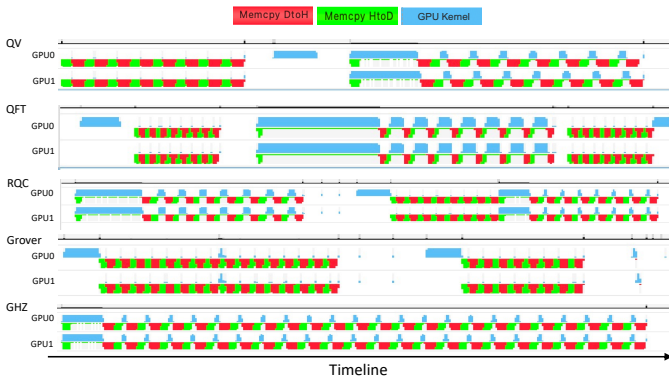 Memcpy DtoH Memcpy HtoD GPU Kernel
QV
GPU0
GPU1
QFT
GPU0
GPU1
RQC
GPU0
GPU1
Grover
GPU0
GPU1
GHZ
GPU0
GPU1
Timeline